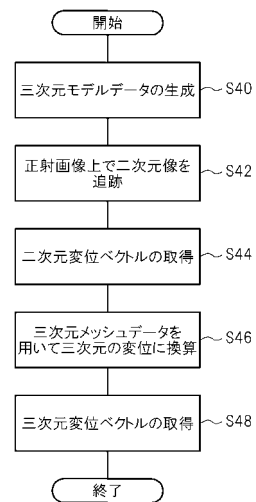 開始
三次元モデルデータの生成
S40
正射画像上で二次元像を
追跡
S42
二次元変位ベクトルの取得
S44
三次元メッシュデータを
用いて三次元の変位に換算
S46
三次元変位ベクトルの取得
S48
終了